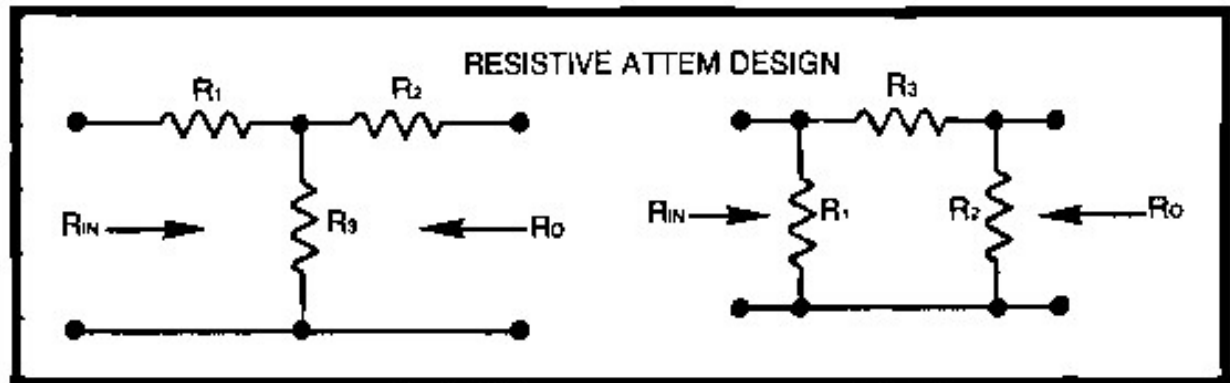 RESISTIVE ATTEM DESIGN
R1
R2
R3
RIN
R3
RO
RIN
R1
R2
RO